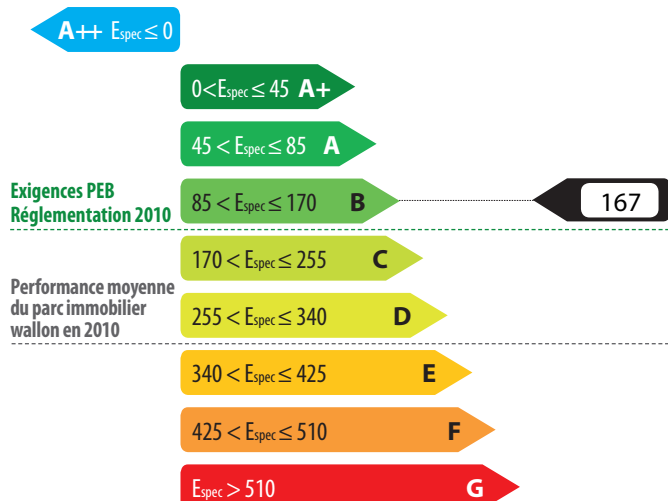 A++ Espec ≤ 0
0 < Espec ≤ 45 A+
45 < Espec ≤ 85 A
Exigences PEB
Réglementation 2010
85 < Espec ≤ 170 B
167
170 < Espec ≤ 255 C
Performance moyenne
du parc immobilier
wallon en 2010
255 < Espec ≤ 340 D
340 < Espec ≤ 425 E
425 < Espec ≤ 510 F
Espec > 510 G